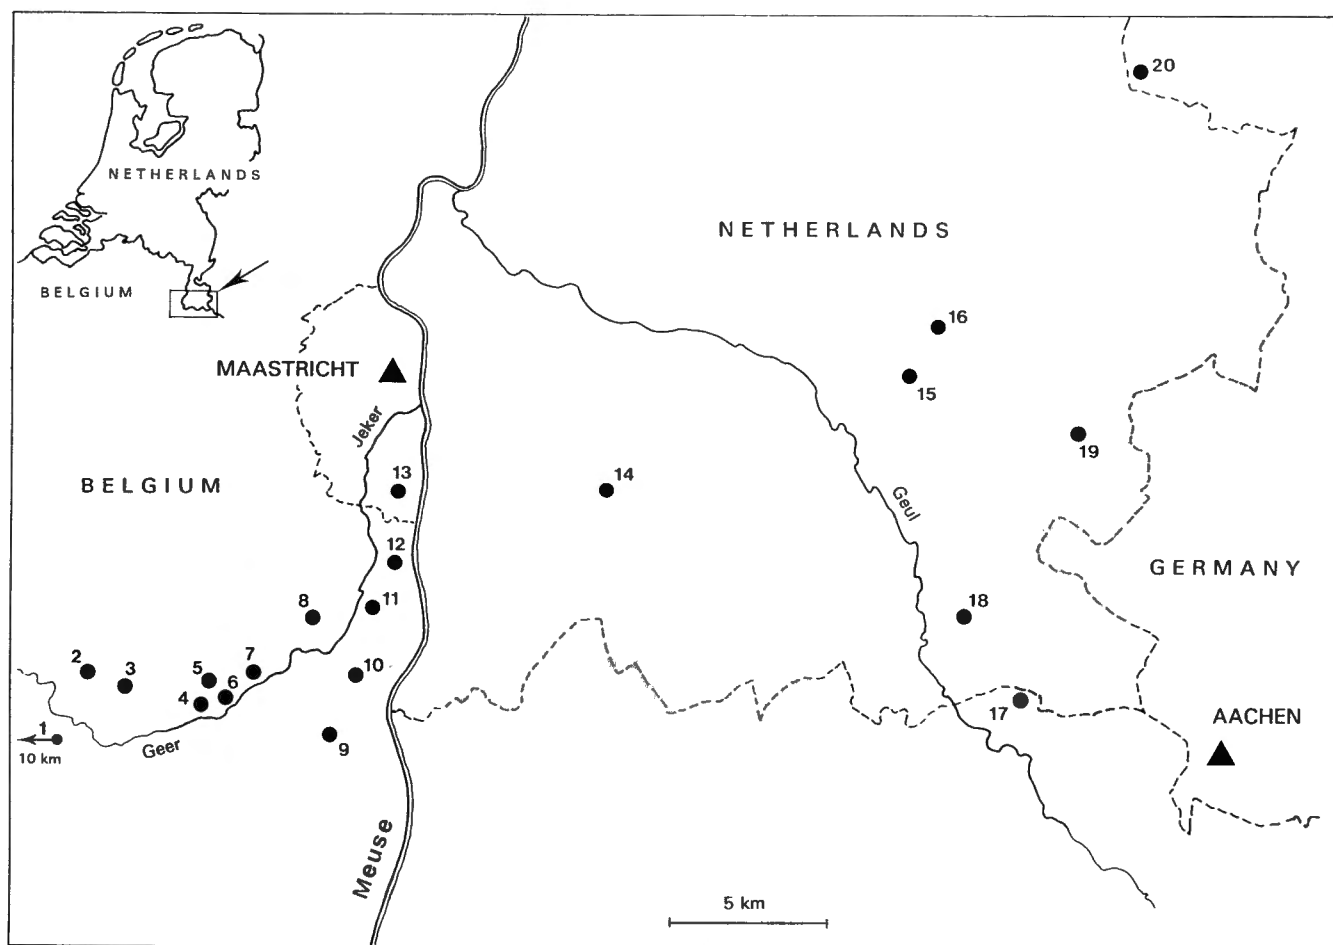 20
NETHERLANDS
NETHERLANDS
BELGIUM
16
MAASTRICHT
15
Jeker
19
13
14
BELGIUM
Geul
12
GERMANY
11
8
18
10
7
5
2
3
6
4
17
AACHEN
1
9
Geer
10 km
Meuse
5 km